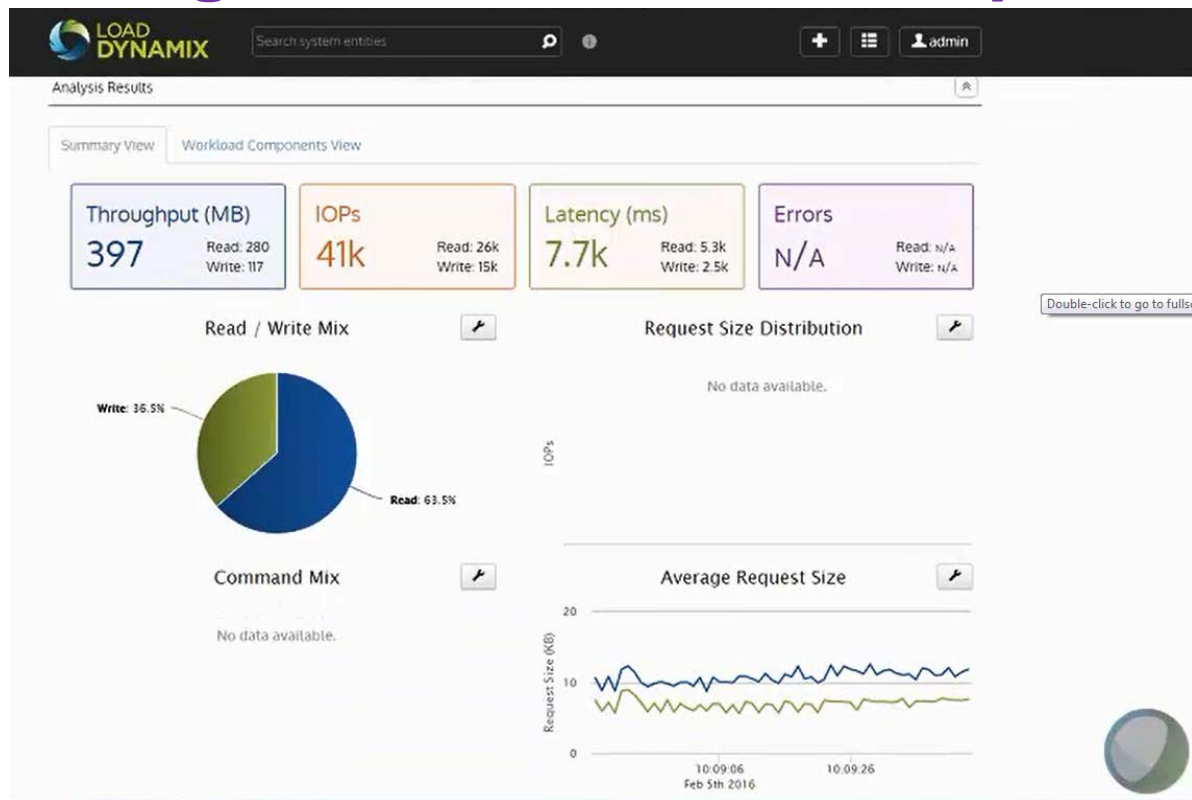 LOAD
DYNAMIX
Search system entities
admin
Analysis Results
Summary View Workload Components View
Throughput (MB)
397
Read: 280
Write: 117
IOPs
41k
Read: 26k
Write: 15k
Latency (ms)
7.7k
Read: 5.3k
Write: 2.5k
Errors
N/A
Read: N/A
Write: N/A
Double-click to go to fulls
Read / Write Mix
Write: 36.5%
Read: 63.5%
Request Size Distribution
No data available.
IOPs
Command Mix
No data available.
Average Request Size
Request Size (KB)
20
10
0
10:09:06
Feb 5th 2016
10:09:26